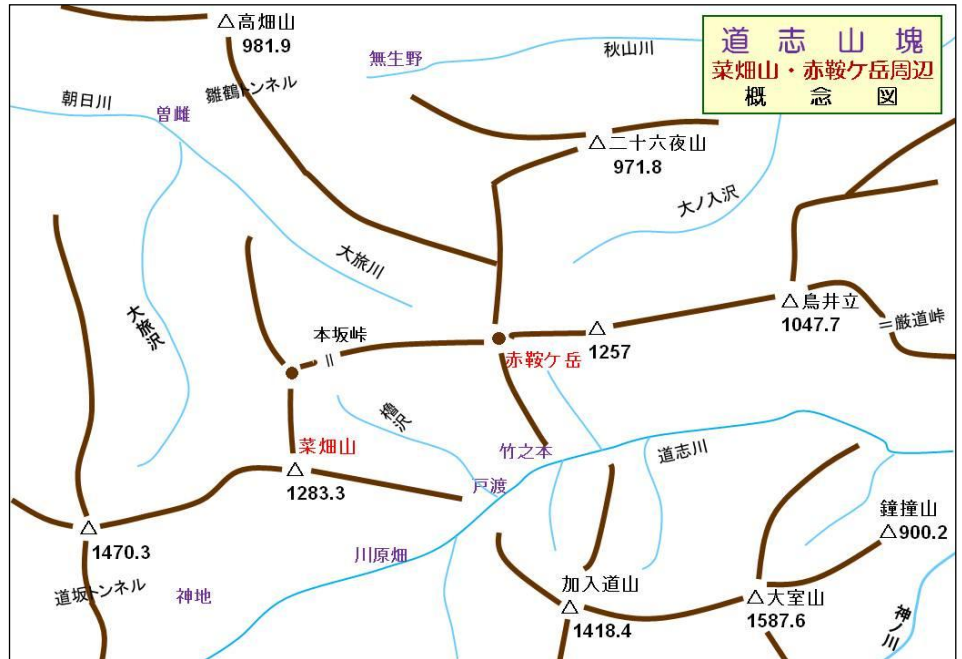 道志山塊
菜畑山・赤鞍ケ岳周辺
概念図
高畑山
981.9
無生野
秋山川
雛鶴トンネル
朝日川
曽雌
二十六夜山
971.8
大ノ入沢
大旅川
大旅沢
本坂峠
鳥井立
1047.7
厳道峠
赤鞍ケ岳
1257
櫓沢
菜畑山
1283.3
竹之本
道志川
戸渡
鐘撞山
900.2
1470.3
道坂トンネル
神地
川原畑
加入道山
1418.4
大室山
1587.6
神ノ川